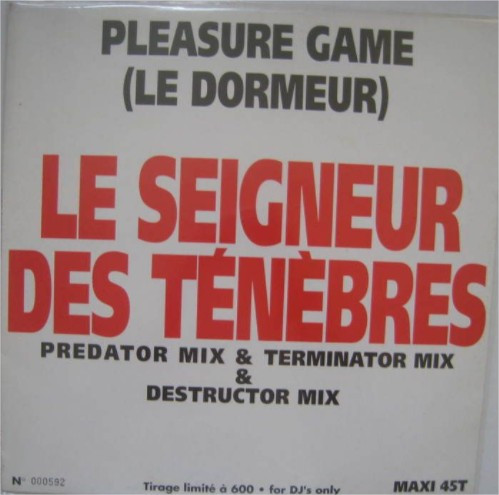 PLEASURE GAME
(LE DORMEUR)
LE SEIGNEUR
DES TÉNÈBRES
PREDATOR MIX & TERMINATOR MIX
&
DESTRUCTOR MIX
N° 000592
Tirage limité à 600 • for DJ's only
MAXI 45T